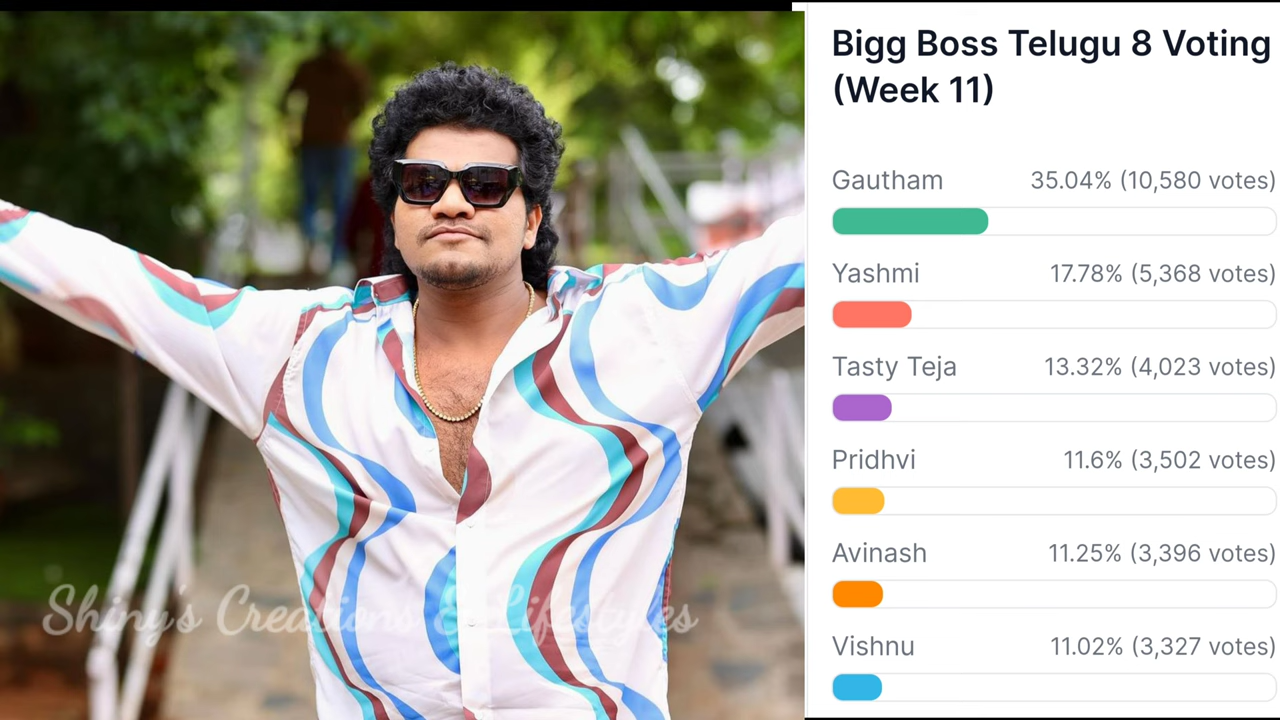 Bigg Boss Telugu 8 Voting
(Week 11)
Gautham 35.04% (10,580 votes)
Yashmi 17.78% (5,368 votes)
Tasty Teja 13.32% (4,023 votes)
Pridhvi 11.6% (3,502 votes)
Avinash 11.25% (3,396 votes)
Vishnu 11.02% (3,327 votes)
Shiny's Creations & Lifestyles